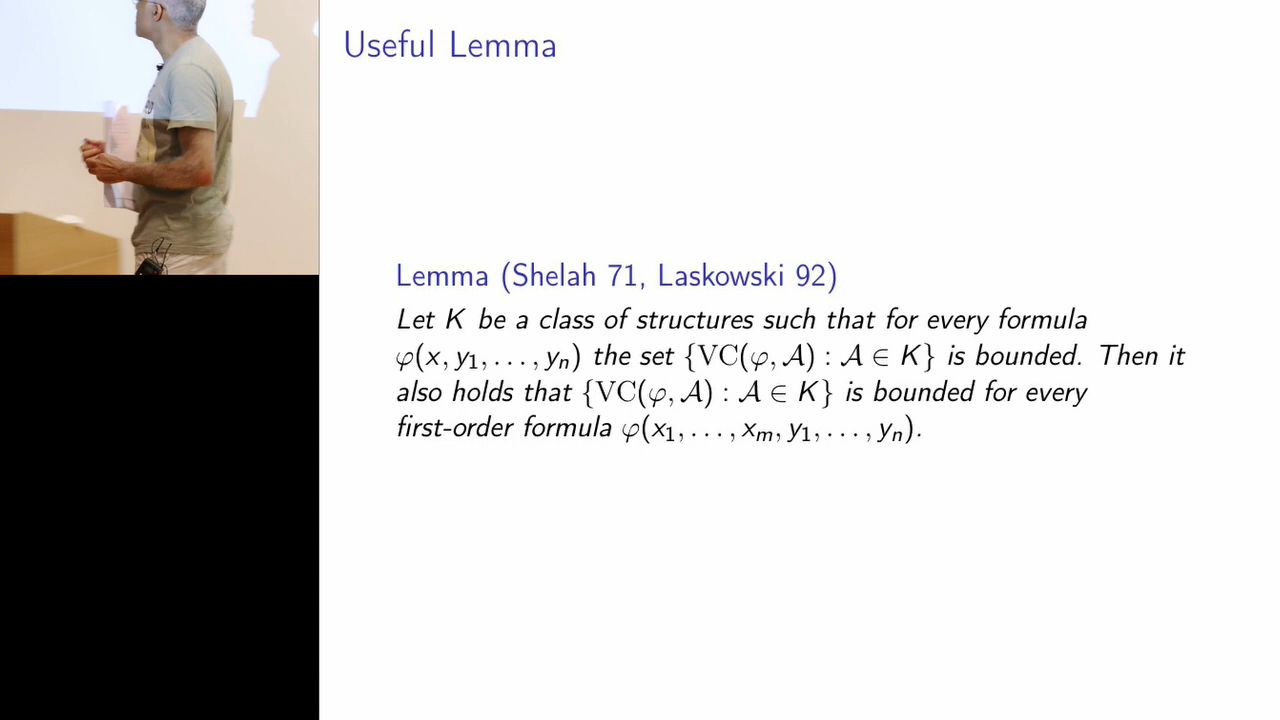 Useful Lemma
Lemma (Shelah 71, Laskowski 92)
Let K be a class of structures such that for every formula
φ(x, y₁, . . . , yₙ) the set {VC(φ, 𝒜) : 𝒜 ∈ K} is bounded. Then it
also holds that {VC(φ, 𝒜) : 𝒜 ∈ K} is bounded for every
first-order formula φ(x₁, . . . , xₘ, y₁, . . . , yₙ).